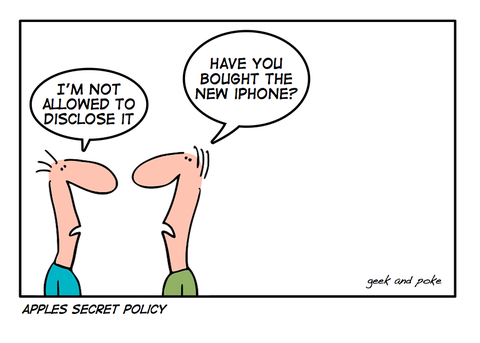 HAVE YOU
BOUGHT THE
NEW IPHONE?
I'M NOT
ALLOWED TO
DISCLOSE IT
geek and poke
APPLES SECRET POLICY